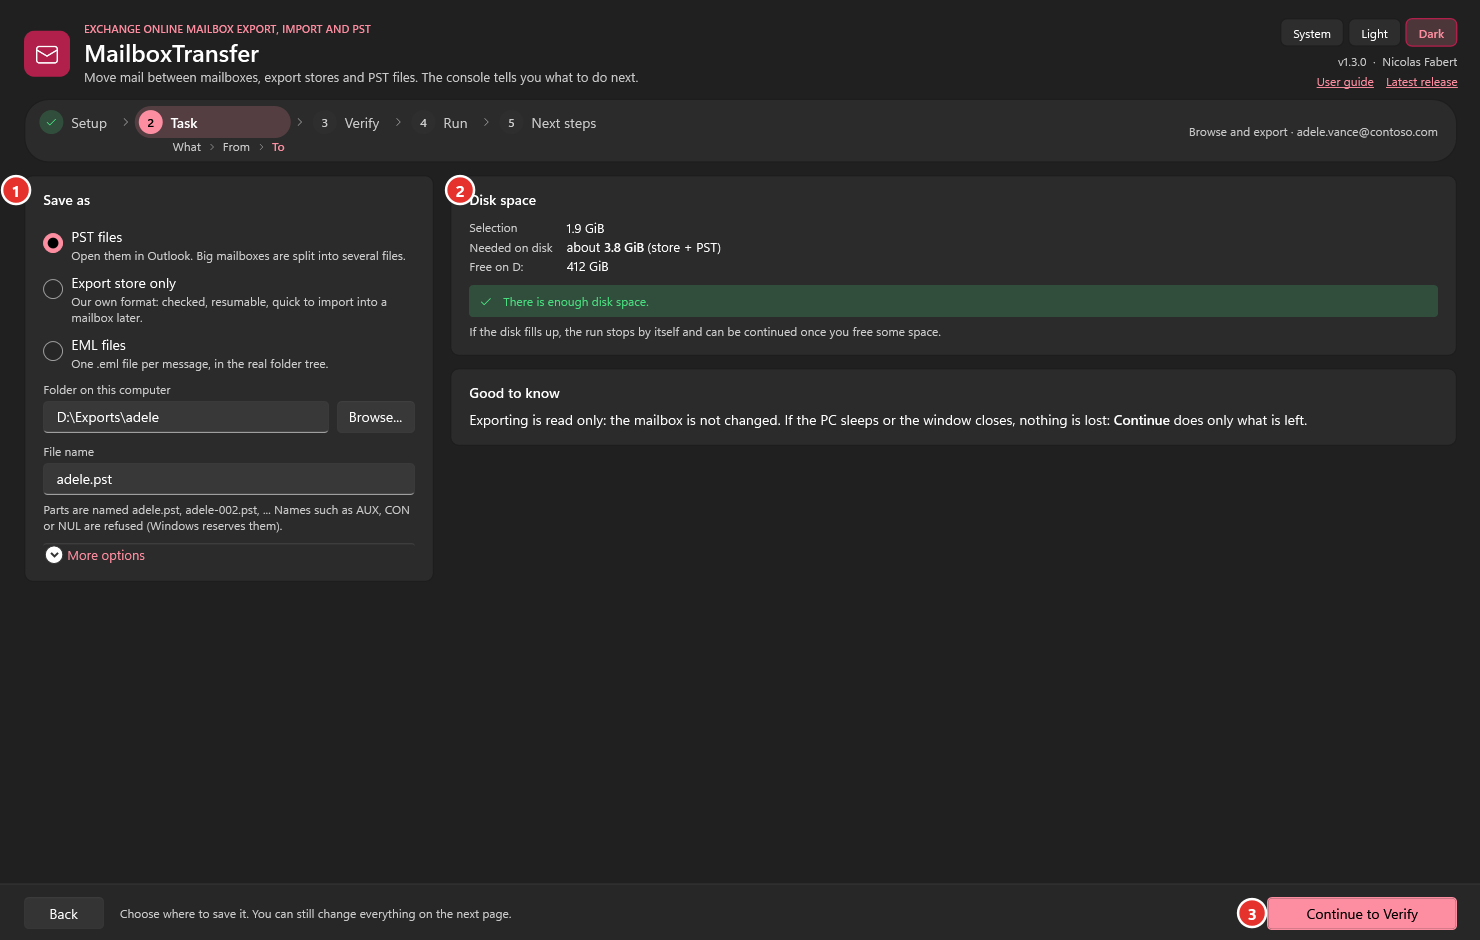 EXCHANGE ONLINE MAILBOX EXPORT, IMPORT AND PST
MailboxTransfer
Move mail between mailboxes, export stores and PST files. The console tells you what to do next.
System Light Dark
v1.3.0 · Nicolas Fabert
User guide Latest release
Setup 2 Task 3 Verify 4 Run 5 Next steps
What From To
Browse and export · adele.vance@contoso.com
1
Save as
PST files
Open them in Outlook. Big mailboxes are split into several files.
Export store only
Our own format: checked, resumable, quick to import into a
mailbox later.
EML files
One .eml file per message, in the real folder tree.
Folder on this computer
D:\Exports\adele Browse...
File name
adele.pst
Parts are named adele.pst, adele-002.pst, ... Names such as AUX, CON
or NUL are refused (Windows reserves them).
More options
2
Disk space
Selection 1.9 GiB
Needed on disk about 3.8 GiB (store + PST)
Free on D: 412 GiB
There is enough disk space.
If the disk fills up, the run stops by itself and can be continued once you free some space.
Good to know
Exporting is read only: the mailbox is not changed. If the PC sleeps or the window closes, nothing is lost: Continue does only what is left.
Back Choose where to save it. You can still change everything on the next page.
3 Continue to Verify